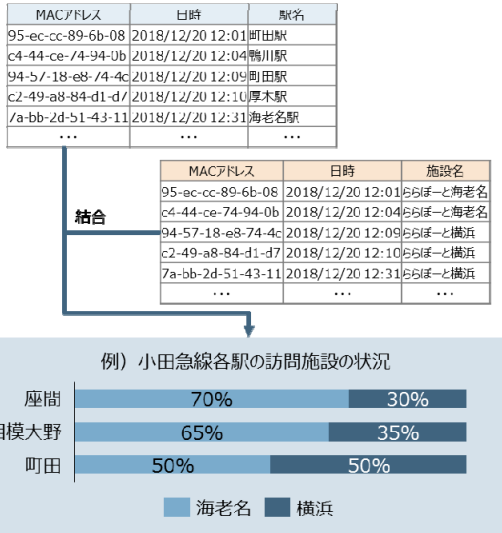 MACアドレス 日時 駅名
95-ec-cc-89-6b-08 2018/12/20 12:01 町田駅
c4-44-ce-74-94-0b 2018/12/20 12:04 鴨川駅
94-57-18-e8-74-4c 2018/12/20 12:09 町田駅
c2-49-a8-84-d1-d7 2018/12/20 12:10 厚木駅
7a-bb-2d-51-43-11 2018/12/20 12:31 海老名駅
… … …
MACアドレス 日時 施設名
95-ec-cc-89-6b-08 2018/12/20 12:01 ららぽーと海老名
c4-44-ce-74-94-0b 2018/12/20 12:04 ららぽーと海老名
94-57-18-e8-74-4c 2018/12/20 12:09 ららぽーと横浜
c2-49-a8-84-d1-d7 2018/12/20 12:10 ららぽーと横浜
7a-bb-2d-51-43-11 2018/12/20 12:31 ららぽーと横浜
… … …
結合
例）小田急線各駅の訪問施設の状況
座間 70% 30%
相模大野 65% 35%
町田 50% 50%
海老名 横浜